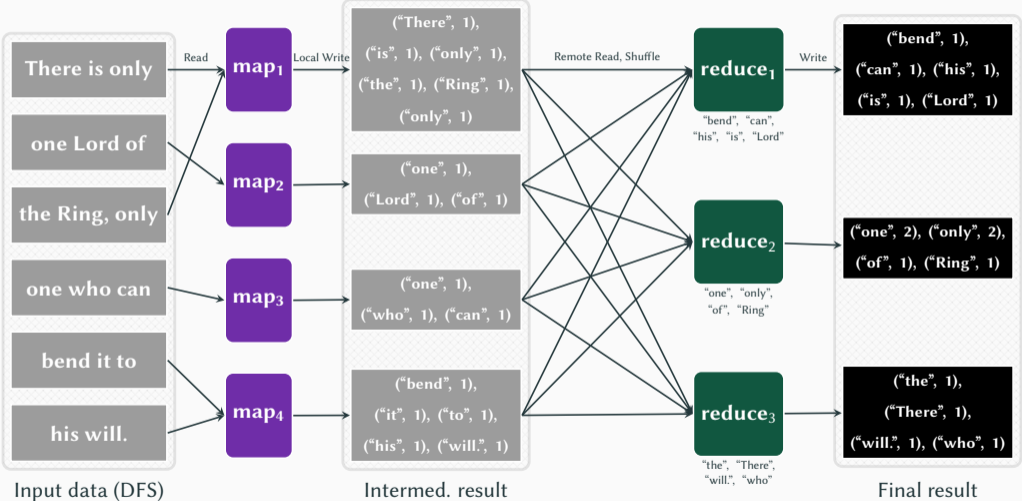 There is only
one Lord of
the Ring, only
one who can
bend it to
his will.
Input data (DFS)
Read
map1
map2
map3
map4
Local Write
(“There”, 1),
(“is”, 1), (“only”, 1),
(“the”, 1), (“Ring”, 1),
(“only”, 1)
(“one”, 1),
(“Lord”, 1), (“of”, 1)
(“one”, 1),
(“who”, 1), (“can”, 1)
(“bend”, 1),
(“it”, 1), (“to”, 1),
(“his”, 1), (“will.”, 1)
Intermed. result
Remote Read, Shuffle
reduce1
“bend”, “can”,
“his”, “is”, “Lord”
reduce2
“one”, “only”,
“of”, “Ring”
reduce3
“the”, “There”,
“will.”, “who”
Write
(“bend”, 1),
(“can”, 1), (“his”, 1),
(“is”, 1), (“Lord”, 1)
(“one”, 2), (“only”, 2),
(“of”, 1), (“Ring”, 1)
(“the”, 1),
(“There”, 1),
(“will.”, 1), (“who”, 1)
Final result